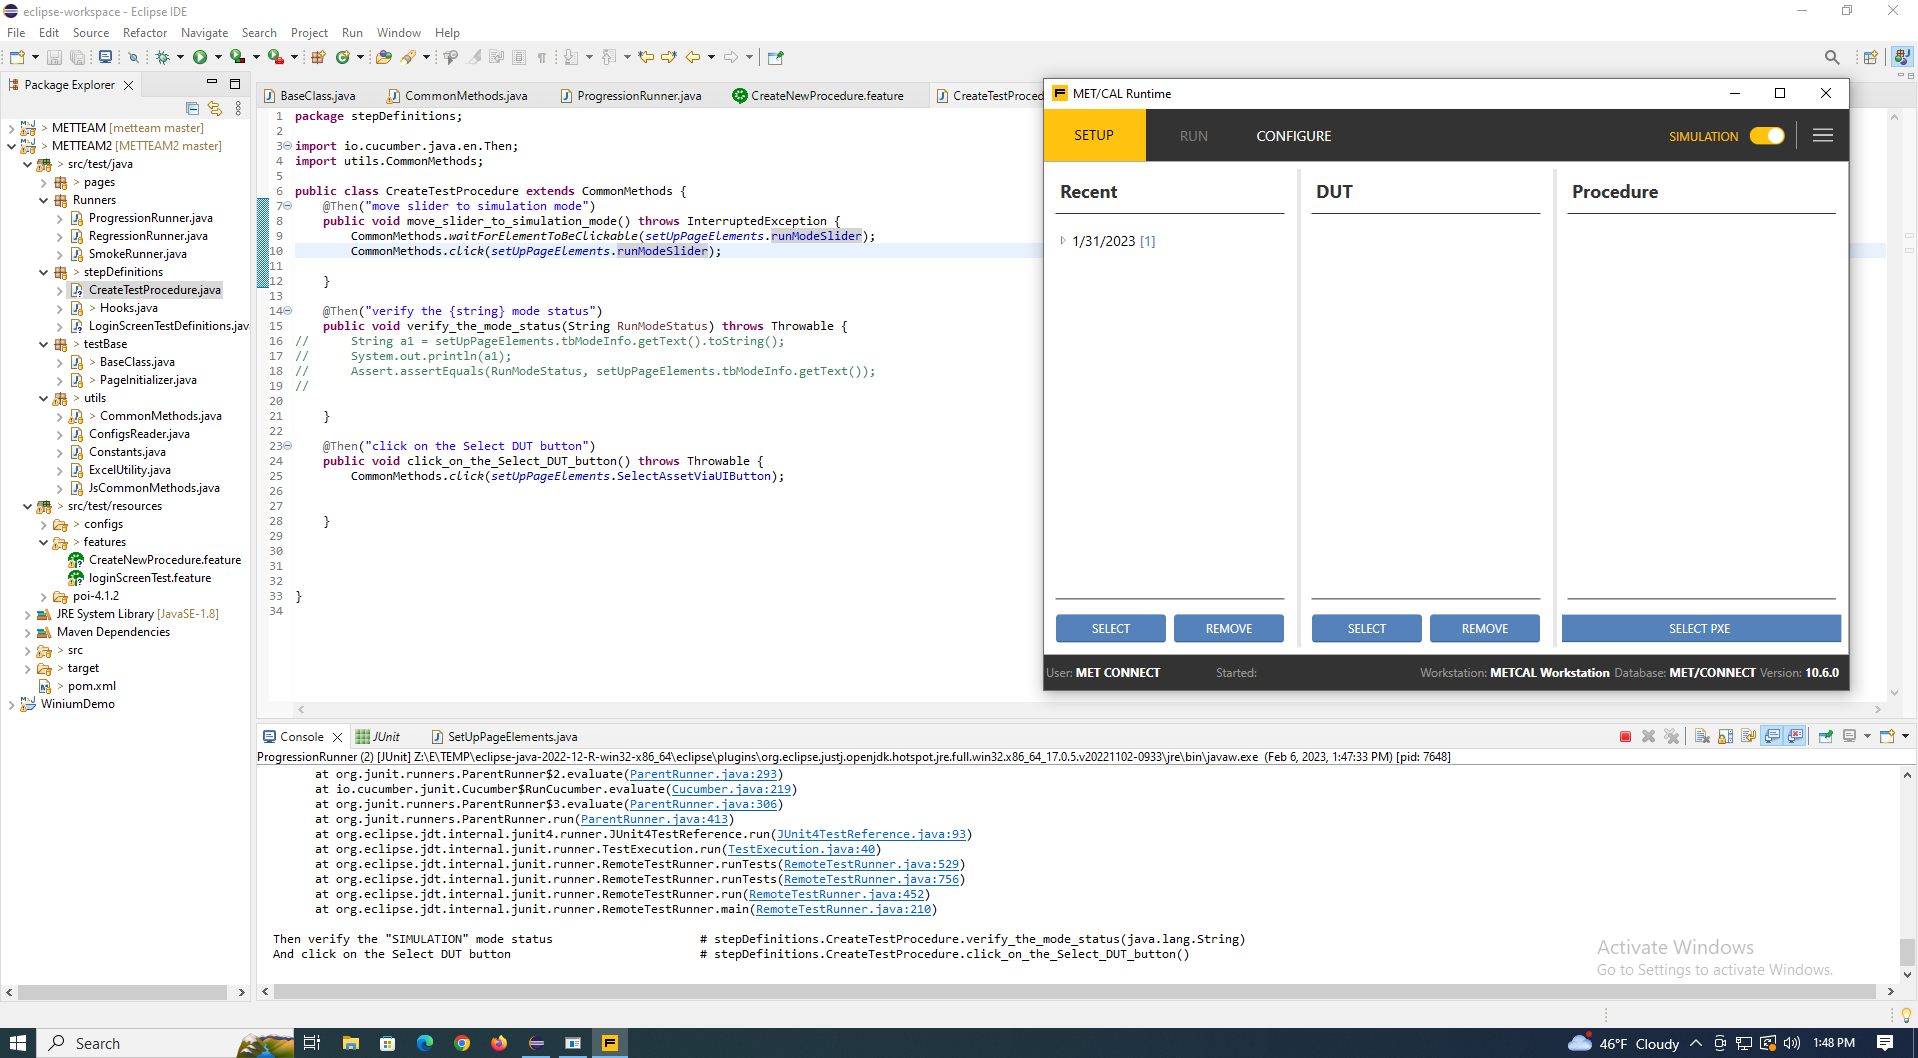 eclipse-workspace - Eclipse IDE
File Edit Source Refactor Navigate Search Project Run Window Help
Package Explorer
> METTEAM [metteam master]
> METTEAM2 [METTEAM2 master]
> src/test/java
> pages
Runners
> ProgressionRunner.java
> RegressionRunner.java
> SmokeRunner.java
> stepDefinitions
CreateTestProcedure.java
> Hooks.java
LoginScreenTestDefinitions.java
> testBase
> BaseClass.java
> PageInitializer.java
> utils
> CommonMethods.java
ConfigsReader.java
Constants.java
ExcelUtility.java
JsCommonMethods.java
> src/test/resources
> configs
> features
CreateNewProcedure.feature
loginScreenTest.feature
> poi-4.1.2
JRE System Library [JavaSE-1.8]
Maven Dependencies
> src
> target
> pom.xml
WiniumDemo
BaseClass.java CommonMethods.java ProgressionRunner.java CreateNewProcedure.feature CreateTestProced
1 package stepDefinitions;
2
3 import io.cucumber.java.en.Then;
4 import utils.CommonMethods;
5
6 public class CreateTestProcedure extends CommonMethods {
7 @Then("move slider to simulation mode")
8 public void move_slider_to_simulation_mode() throws InterruptedException {
9 CommonMethods.waitForElementToBeClickable(setUpPageElements.runModeSlider);
10 CommonMethods.click(setUpPageElements.runModeSlider);
11
12 }
13
14 @Then("verify the {string} mode status")
15 public void verify_the_mode_status(String RunModeStatus) throws Throwable {
16 // String a1 = setUpPageElements.tbModeInfo.getText().toString();
17 // System.out.println(a1);
18 // Assert.assertEquals(RunModeStatus, setUpPageElements.tbModeInfo.getText());
19 //
20
21 }
22
23 @Then("click on the Select DUT button")
24 public void click_on_the_Select_DUT_button() throws Throwable {
25 CommonMethods.click(setUpPageElements.SelectAssetViaUIButton);
26
27
28 }
29
30
31
32
33 }
34
MET/CAL Runtime
SETUP RUN CONFIGURE SIMULATION
Recent DUT Procedure
1/31/2023 [1]
SELECT REMOVE SELECT REMOVE SELECT PXE
User: MET CONNECT Started: Workstation: METCAL Workstation Database: MET/CONNECT Version: 10.6.0
Console JUnit SetUpPageElements.java
ProgressionRunner (2) [JUnit] Z:\E\TEMP\eclipse-java-2022-12-R-win32-x86_64\eclipse\plugins\org.eclipse.justj.openjdk.hotspot.jre.full.win32.x86_64_17.0.5.v20221102-0933\jre\bin\javaw.exe (Feb 6, 2023, 1:47:33 PM) [pid: 7648]
at org.junit.runners.ParentRunner$2.evaluate(ParentRunner.java:293)
at io.cucumber.junit.Cucumber$RunCucumber.evaluate(Cucumber.java:219)
at org.junit.runners.ParentRunner$3.evaluate(ParentRunner.java:306)
at org.junit.runners.ParentRunner.run(ParentRunner.java:413)
at org.eclipse.jdt.internal.junit4.runner.JUnit4TestReference.run(JUnit4TestReference.java:93)
at org.eclipse.jdt.internal.junit.runner.TestExecution.run(TestExecution.java:40)
at org.eclipse.jdt.internal.junit.runner.RemoteTestRunner.runTests(RemoteTestRunner.java:529)
at org.eclipse.jdt.internal.junit.runner.RemoteTestRunner.runTests(RemoteTestRunner.java:756)
at org.eclipse.jdt.internal.junit.runner.RemoteTestRunner.run(RemoteTestRunner.java:452)
at org.eclipse.jdt.internal.junit.runner.RemoteTestRunner.main(RemoteTestRunner.java:210)
Then verify the "SIMULATION" mode status # stepDefinitions.CreateTestProcedure.verify_the_mode_status(java.lang.String)
And click on the Select DUT button # stepDefinitions.CreateTestProcedure.click_on_the_Select_DUT_button()
Activate Windows
Go to Settings to activate Windows.
Search
46°F Cloudy 1:48 PM